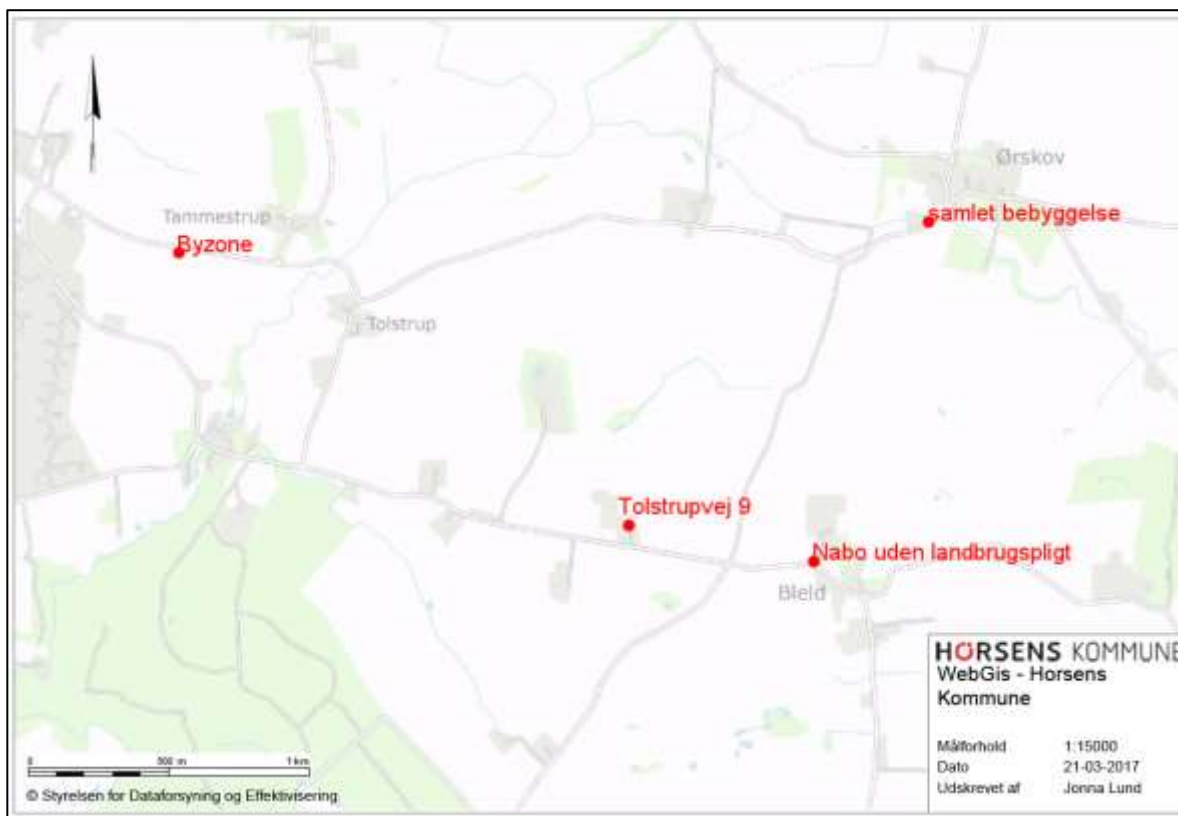 Ørskov
samlet bebyggelse
Tammestrup
Byzone
Tolstrup
Tolstrupvej 9
Nabo uden landbrugspligt
Bleld
HORSENS KOMMUNE
WebGis - Horsens
Kommune
Målforhold 1:15000
Dato 21-03-2017
Udskrevet af Jonna Lund
0 500 m 1 km
© Styrelsen for Dataforsyning og Effektivisering